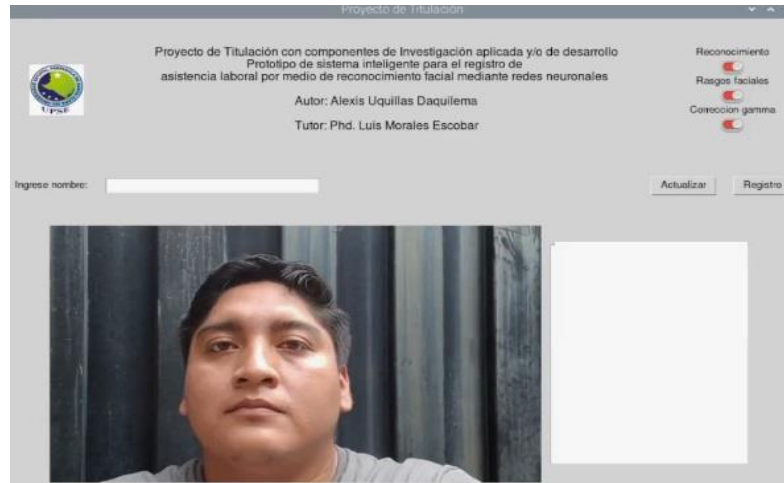 Proyecto de Titulación
Proyecto de Titulación con componentes de Investigación aplicada y/o de desarrollo
Prototipo de sistema inteligente para el registro de
asistencia laboral por medio de reconocimiento facial mediante redes neuronales
Autor: Alexis Uquillas Daquilema
Tutor: Phd. Luis Morales Escobar
UPSE
Reconocimiento
Rasgos faciales
Correccion gamma
Ingrese nombre:
Actualizar
Registro